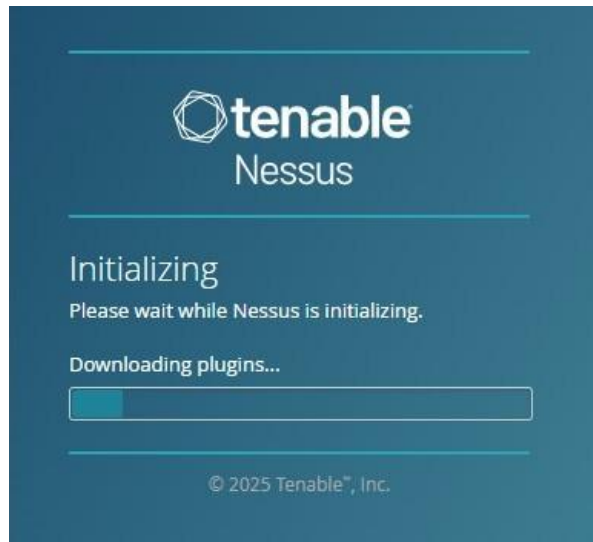 tenable
Nessus
Initializing
Please wait while Nessus is initializing.
Downloading plugins...
© 2025 Tenable™, Inc.